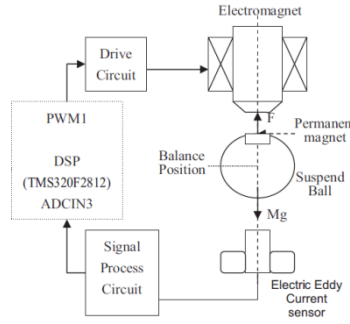 Electromagnet
Drive
Circuit
PWM1
F
Permanen
magnet
DSP
(TMS320F2812)
ADCIN3
Balance
Position
Suspend
Ball
Mg
Signal
Process
Circuit
Electric Eddy
Current
sensor